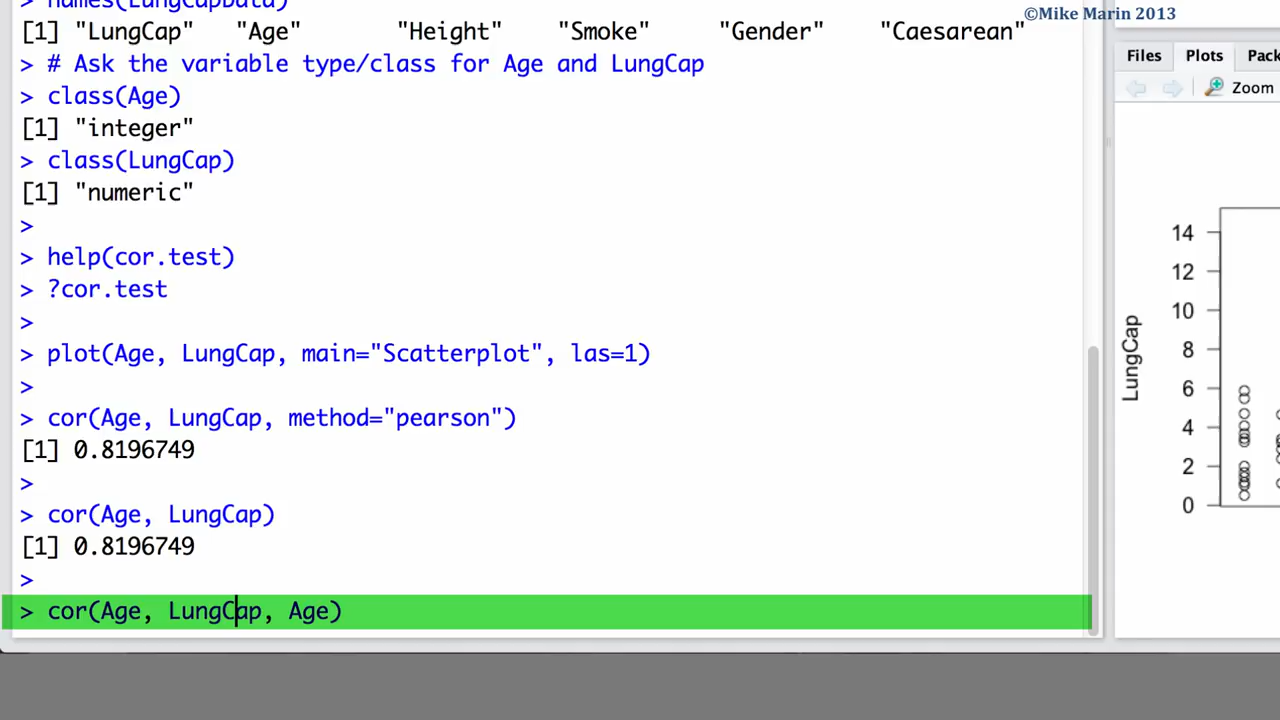 names(LungCapData)
©Mike Marin 2013
[1] "LungCap" "Age" "Height" "Smoke" "Gender" "Caesarean"
> # Ask the variable type/class for Age and LungCap
> class(Age)
[1] "integer"
> class(LungCap)
[1] "numeric"
>
> help(cor.test)
> ?cor.test
>
> plot(Age, LungCap, main="Scatterplot", las=1)
>
> cor(Age, LungCap, method="pearson")
[1] 0.8196749
>
> cor(Age, LungCap)
[1] 0.8196749
>
> cor(Age, LungCap, Age)
Files Plots Pack
Zoom
14
12
10
8
6
4
2
0
LungCap